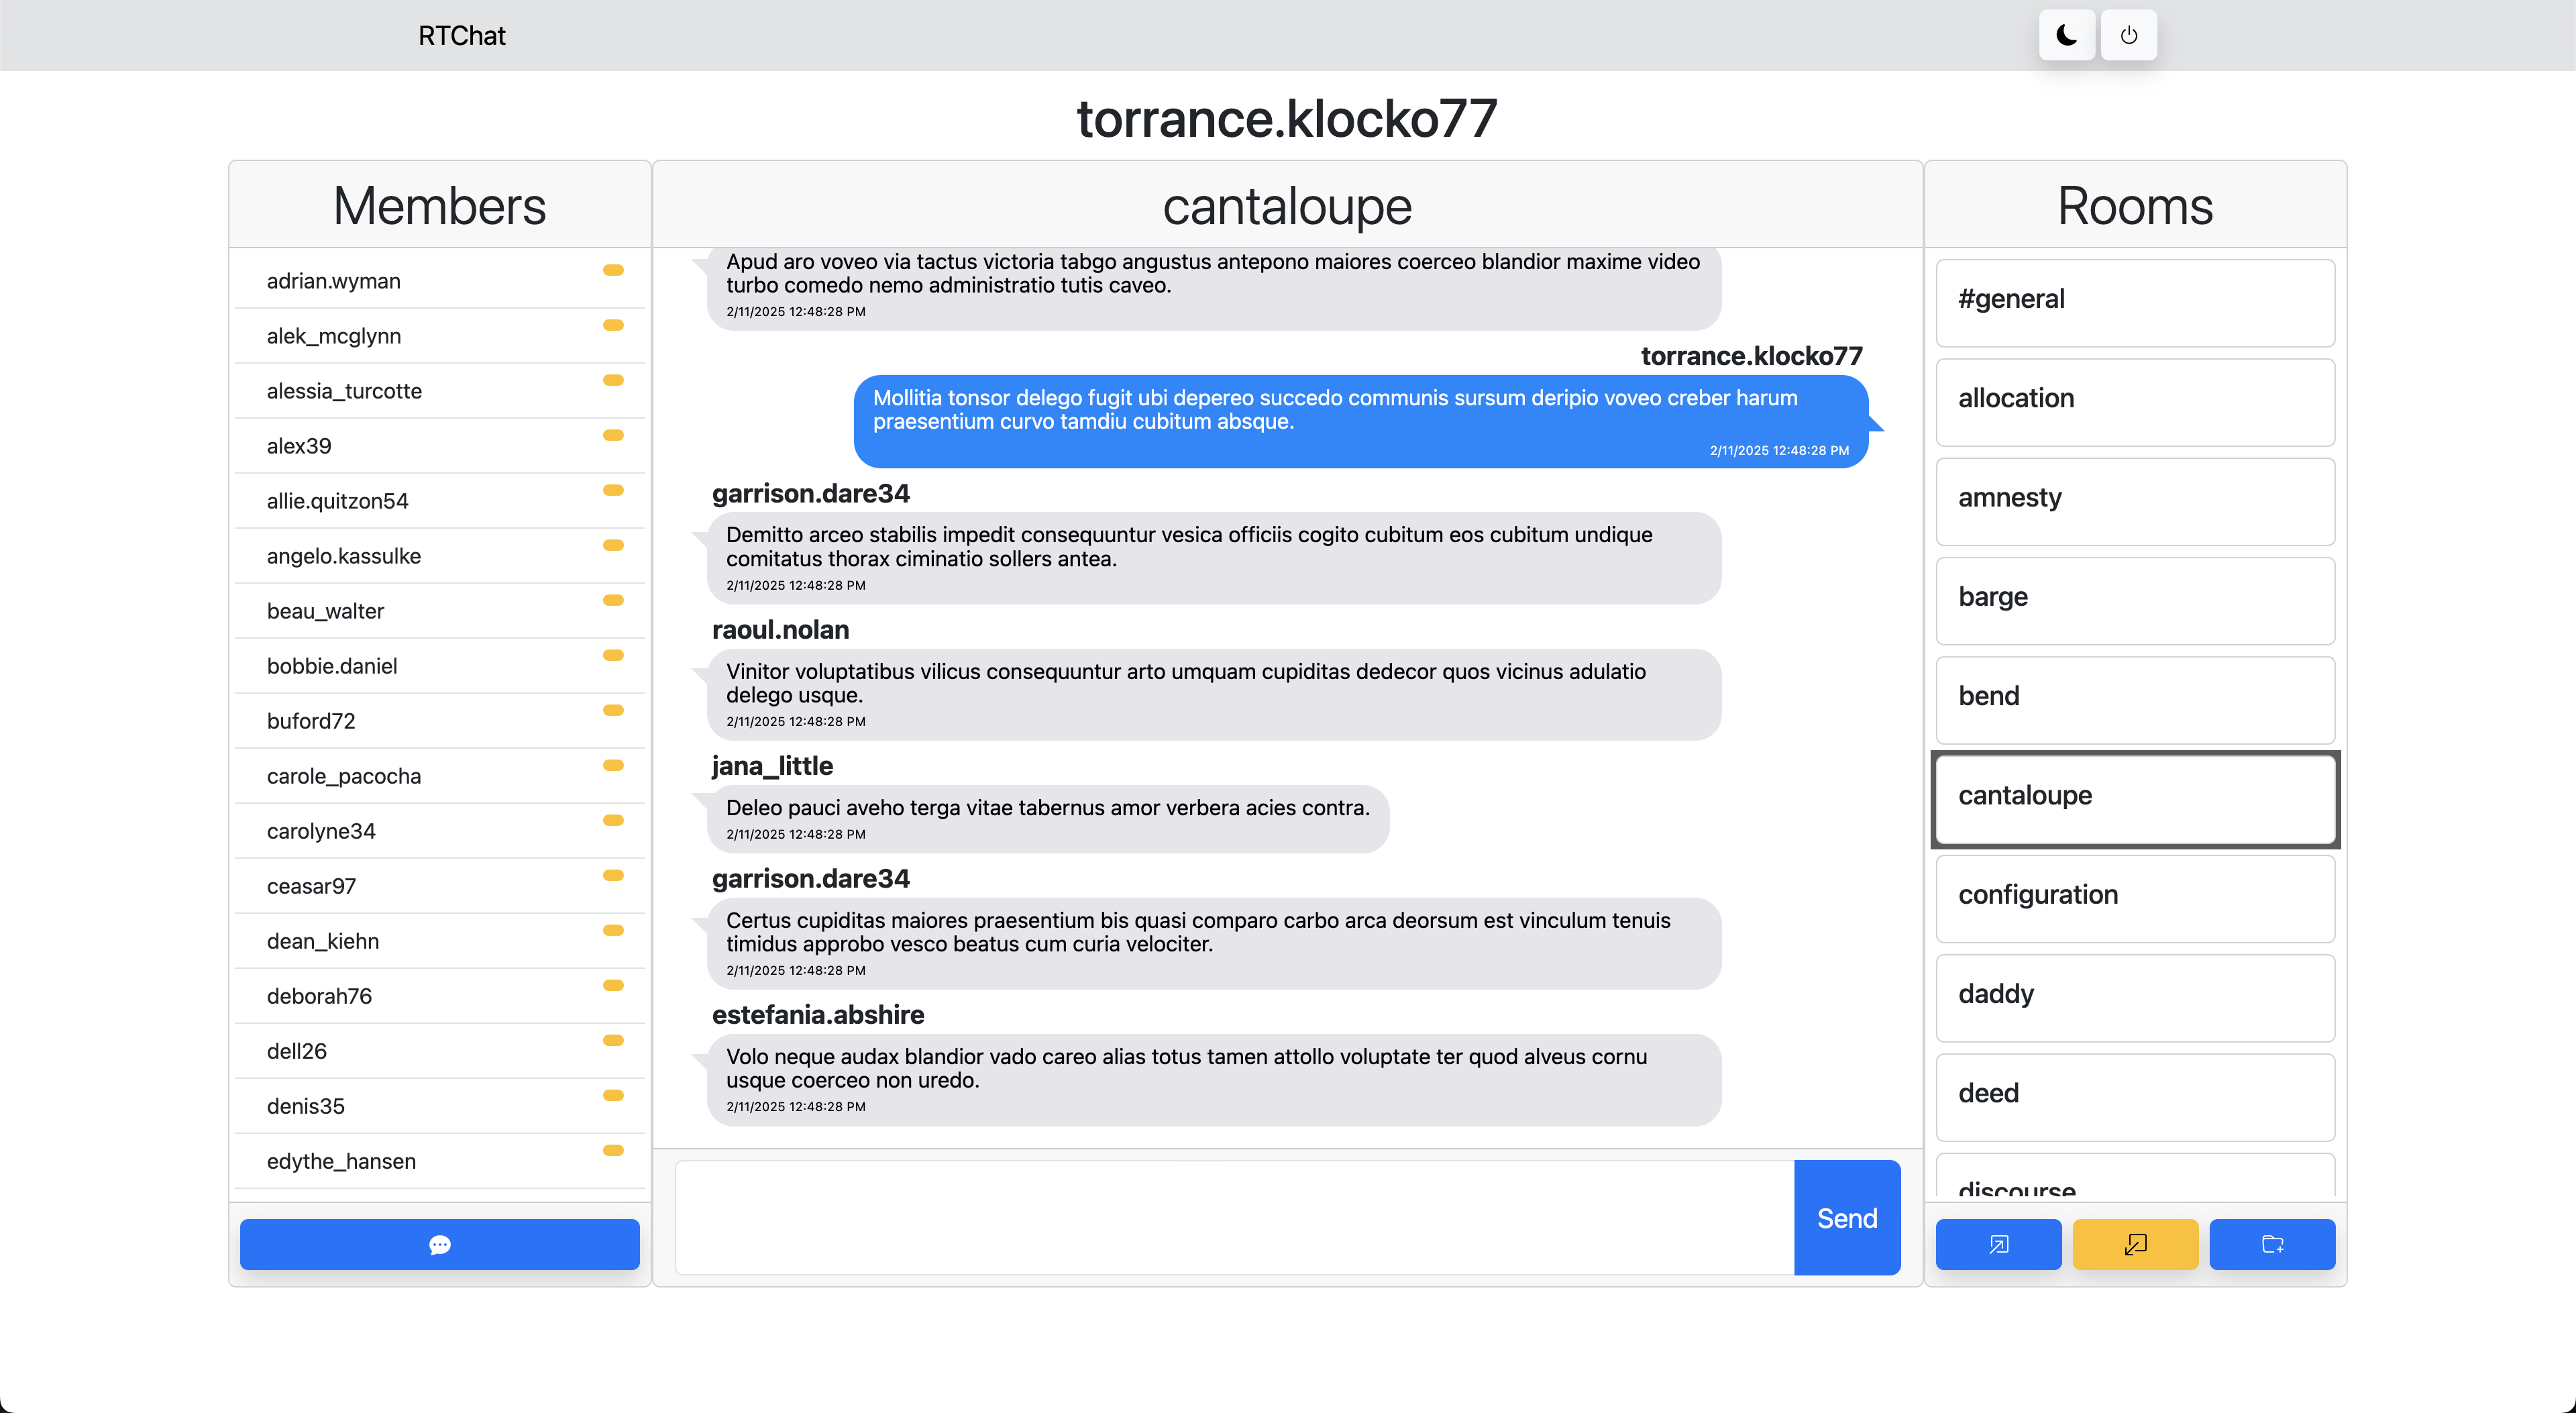 RTChat
torrance.klocko77
Members
adrian.wyman
alek_mcglynn
alessia_turcotte
alex39
allie.quitzon54
angelo.kassulke
beau_walter
bobbie.daniel
buford72
carole_pacocha
carolyne34
ceasar97
dean_kiehn
deborah76
dell26
denis35
edythe_hansen
cantaloupe
Apud aro voveo via tactus victoria tabgo angustus antepono maiores coerceo blandior maxime video
turbo comedo nemo administratio tutis caveo.
2/11/2025 12:48:28 PM
torrance.klocko77
Mollitia tonsor delego fugit ubi depereo succedo communis sursum deripio voveo creber harum
praesentium curvo tamdiu cubitum absque.
2/11/2025 12:48:28 PM
garrison.dare34
Demitto arceo stabilis impedit consequuntur vesica officiis cogito cubitum eos cubitum undique
comitatus thorax ciminatio sollers antea.
2/11/2025 12:48:28 PM
raoul.nolan
Vinitor voluptatibus vilicus consequuntur arto umquam cupiditas dedecor quos vicinus adulatio
delego usque.
2/11/2025 12:48:28 PM
jana_little
Deleo pauci aveho terga vitae tabernus amor verbera acies contra.
2/11/2025 12:48:28 PM
garrison.dare34
Certus cupiditas maiores praesentium bis quasi comparo carbo arca deorsum est vinculum tenuis
timidus approbo vesco beatus cum curia velociter.
2/11/2025 12:48:28 PM
estefania.abshire
Volo neque audax blandior vado careo alias totus tamen attollo voluptate ter quod alveus cornu
usque coerceo non uredo.
2/11/2025 12:48:28 PM
Send
Rooms
#general
allocation
amnesty
barge
bend
cantaloupe
configuration
daddy
deed
discourse